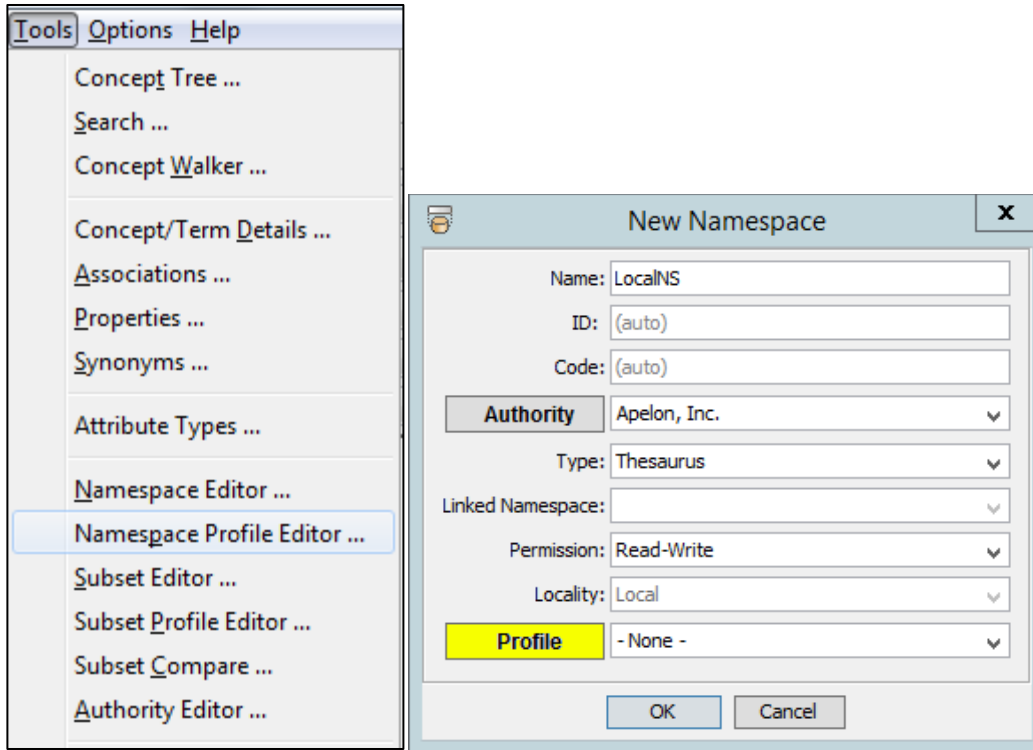 Tools Options Help
Concept Tree ...
Search ...
Concept Walker ...
Concept/Term Details ...
Associations ...
Properties ...
Synonyms ...
Attribute Types ...
Namespace Editor ...
Namespace Profile Editor ...
Subset Editor ...
Subset Profile Editor ...
Subset Compare ...
Authority Editor ...
New Namespace x
Name: LocalNS
ID: (auto)
Code: (auto)
Authority Apelon, Inc.
Type: Thesaurus
Linked Namespace:
Permission: Read-Write
Locality: Local
Profile - None -
OK Cancel